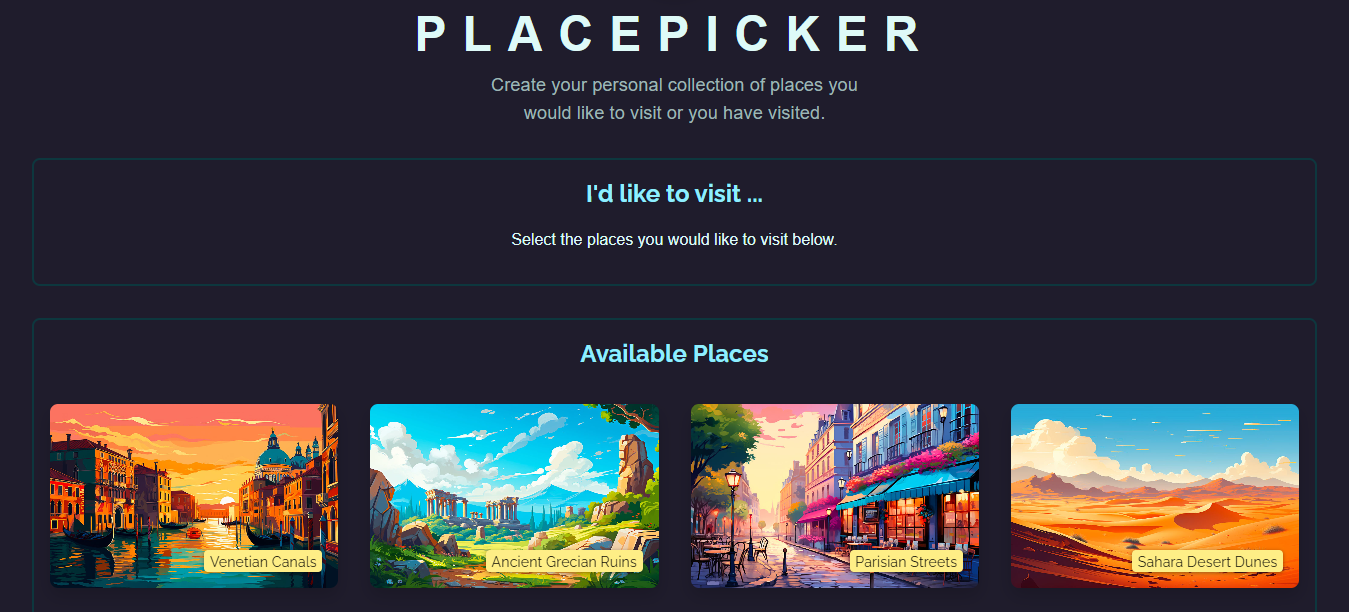 PLACEPICKER
Create your personal collection of places you
would like to visit or you have visited.
I'd like to visit ...
Select the places you would like to visit below.
Available Places
Venetian Canals
Ancient Grecian Ruins
Parisian Streets
Sahara Desert Dunes